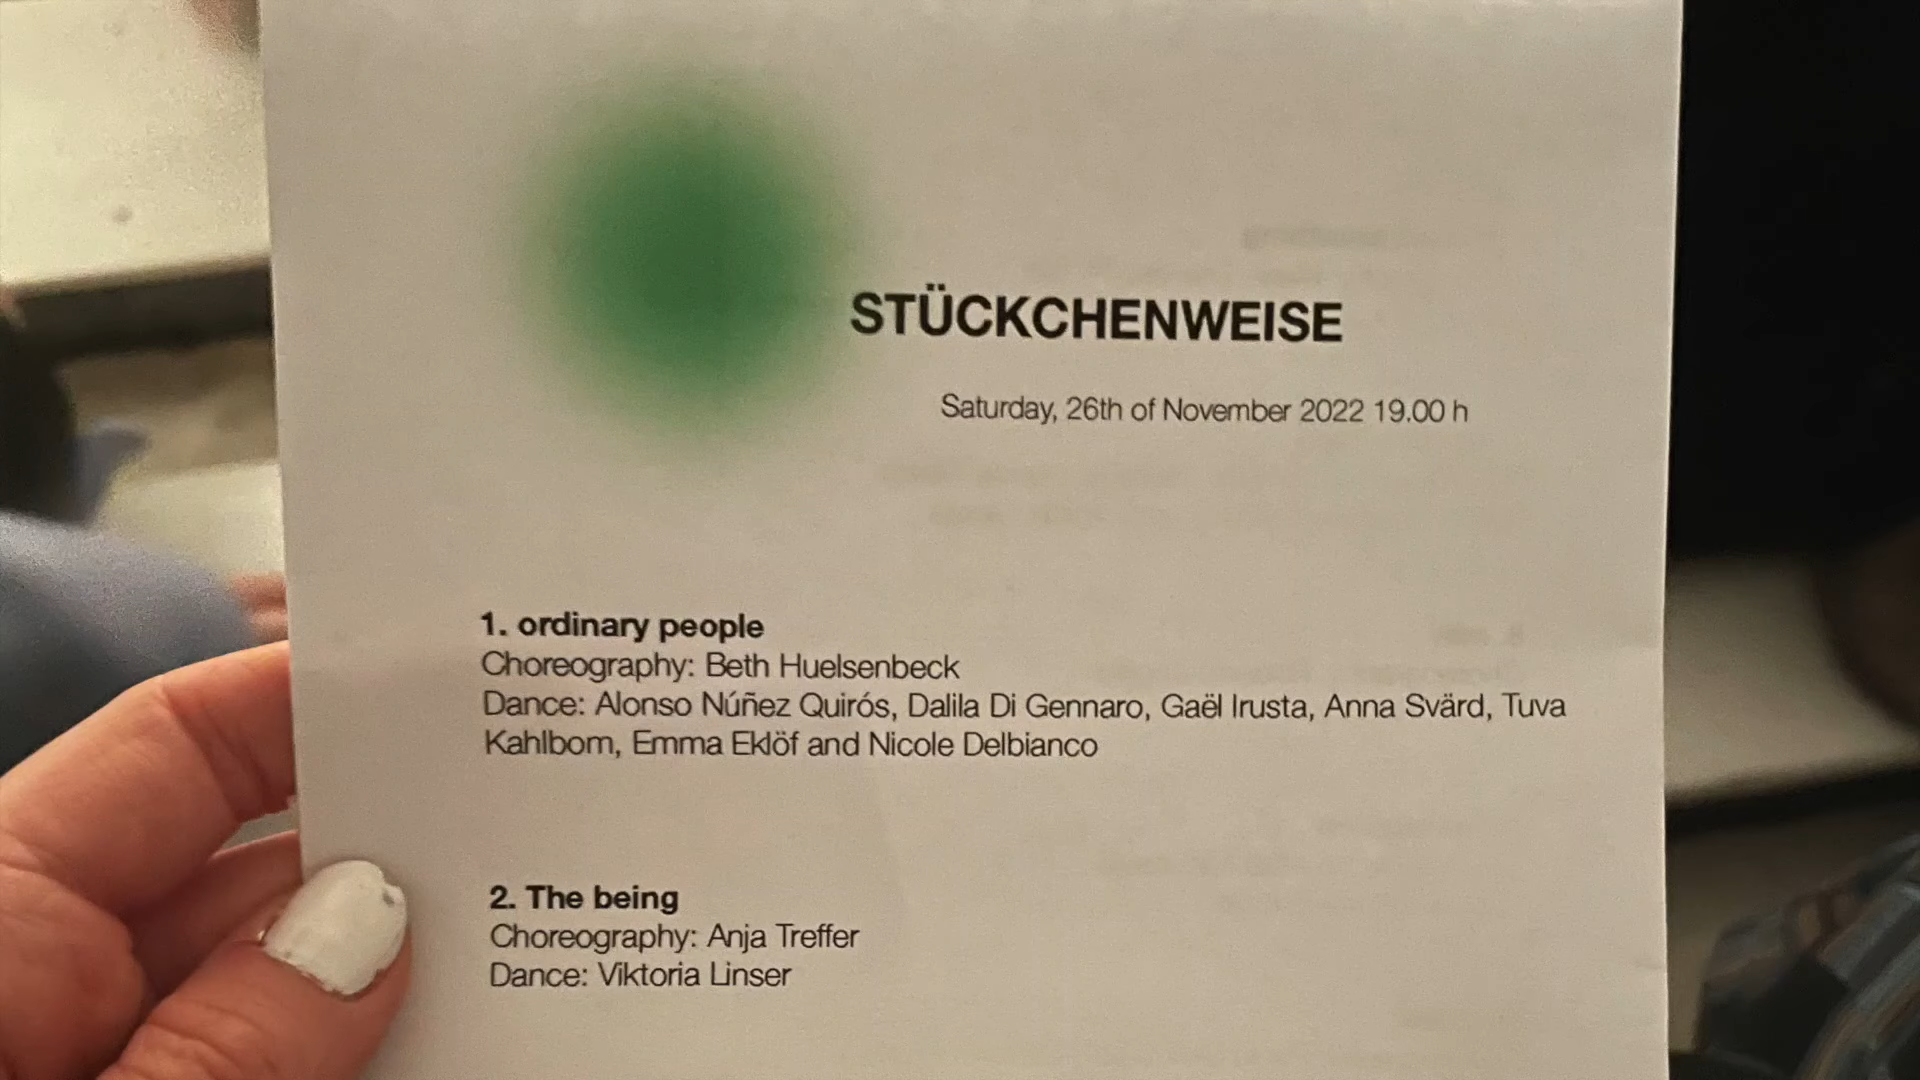 STÜCKCHENWEISE
Saturday, 26th of November 2022 19.00 h
1. ordinary people
Choreography: Beth Huelsenbeck
Dance: Alonso Núñez Quirós, Dalila Di Gennaro, Gaël Irusta, Anna Svärd, Tuva
Kahlbom, Emma Eklöf and Nicole Delbianco
2. The being
Choreography: Anja Treffer
Dance: Viktoria Linser